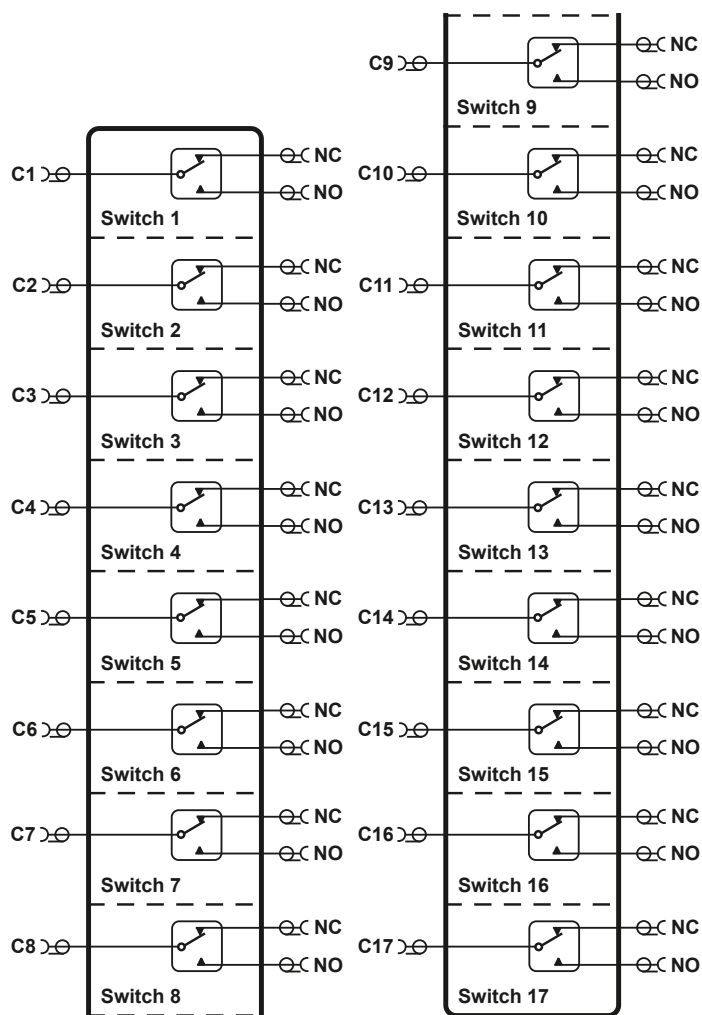 C1 NC
NO
Switch 1
C2 NC
NO
Switch 2
C3 NC
NO
Switch 3
C4 NC
NO
Switch 4
C5 NC
NO
Switch 5
C6 NC
NO
Switch 6
C7 NC
NO
Switch 7
C8 NC
NO
Switch 8
C9 NC
NO
Switch 9
C10 NC
NO
Switch 10
C11 NC
NO
Switch 11
C12 NC
NO
Switch 12
C13 NC
NO
Switch 13
C14 NC
NO
Switch 14
C15 NC
NO
Switch 15
C16 NC
NO
Switch 16
C17 NC
NO
Switch 17